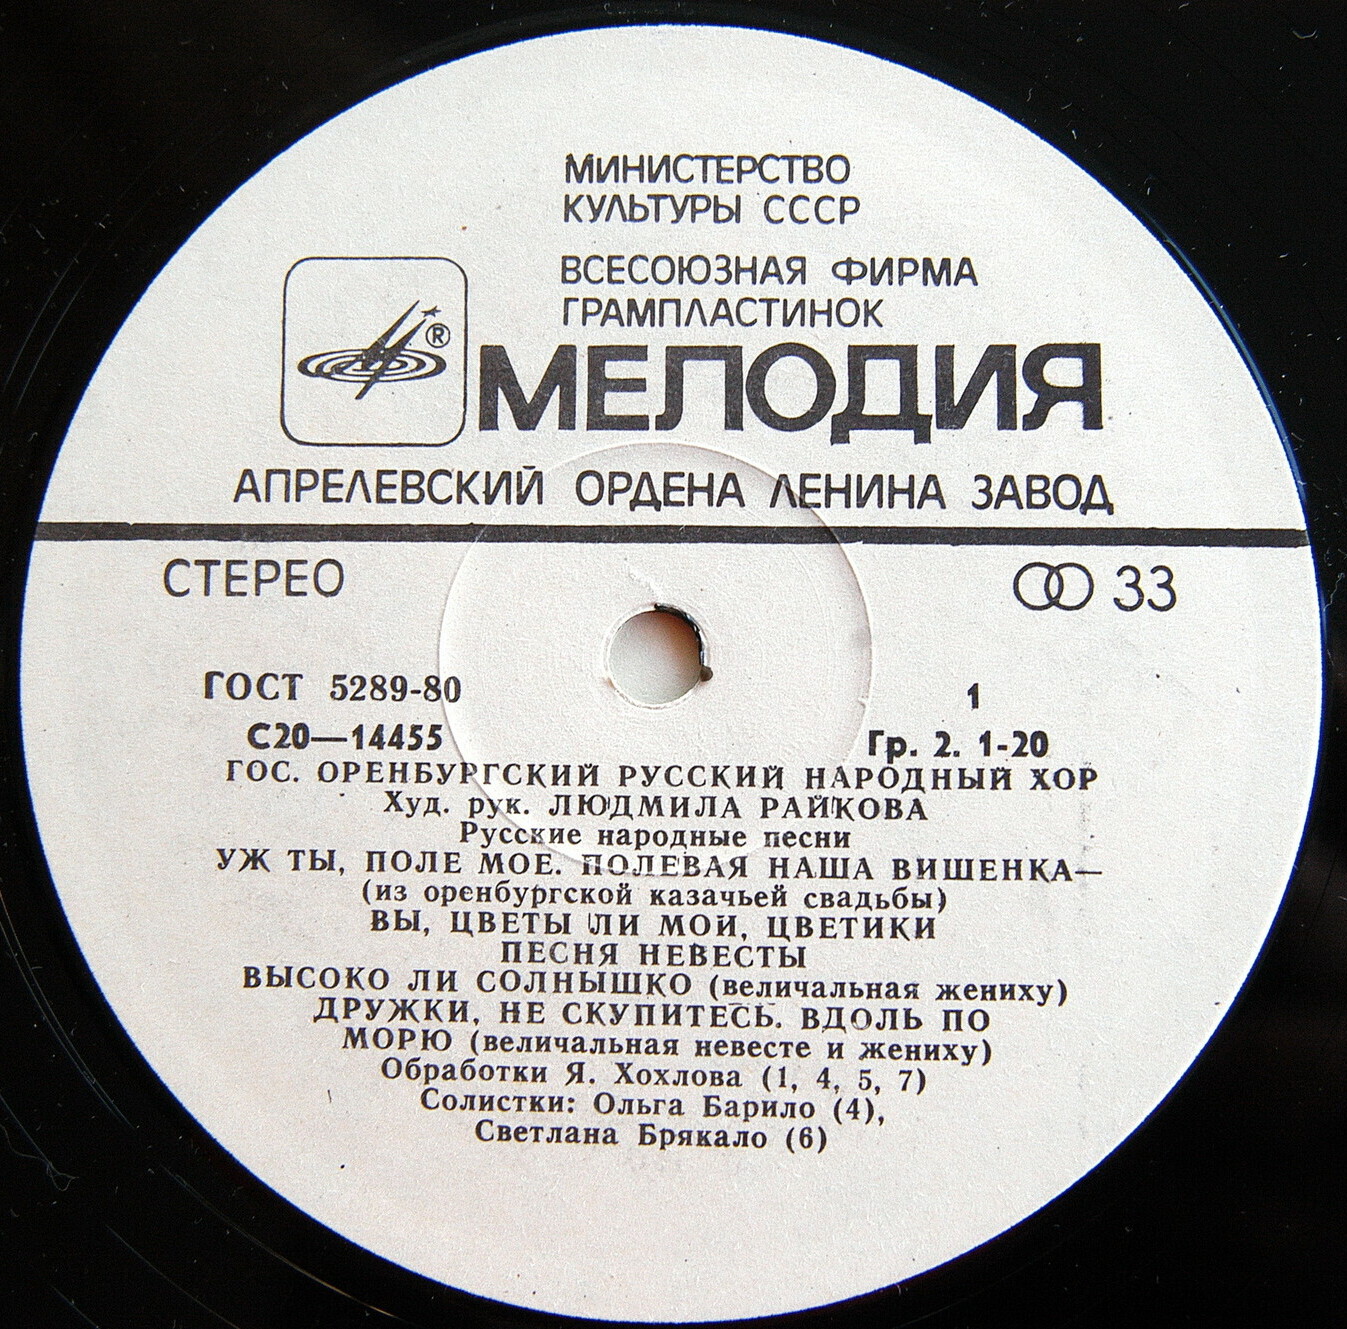 МИНИСТЕРСТВО
КУЛЬТУРЫ СССР
ВСЕСОЮЗНАЯ ФИРМА
ГРАМПЛАСТИНОК
®
МЕЛОДИЯ
АПРЕЛЕВСКИЙ ОРДЕНА ЛЕНИНА ЗАВОД
СТЕРЕО
33
ГОСТ 5289-80
1
С20—14455
Гр. 2. 1-20
ГОС. ОРЕНБУРГСКИЙ РУССКИЙ НАРОДНЫЙ ХОР
Худ. рук. ЛЮДМИЛА РАЙКОВА
Русские народные песни
УЖ ТЫ, ПОЛЕ МОЕ. ПОЛЕВАЯ НАША ВИШЕНКА—
(из оренбургской казачьей свадьбы)
ВЫ, ЦВЕТЫ ЛИ МОИ, ЦВЕТИКИ
ПЕСНЯ НЕВЕСТЫ
ВЫСОКО ЛИ СОЛНЫШКО (величальная жениху)
ДРУЖКИ, НЕ СКУПИТЕСЬ. ВДОЛЬ ПО
МОРЮ (величальная невесте и жениху)
Обработки Я. Хохлова (1, 4, 5, 7)
Солистки: Ольга Барило (4),
Светлана Брякало (6)